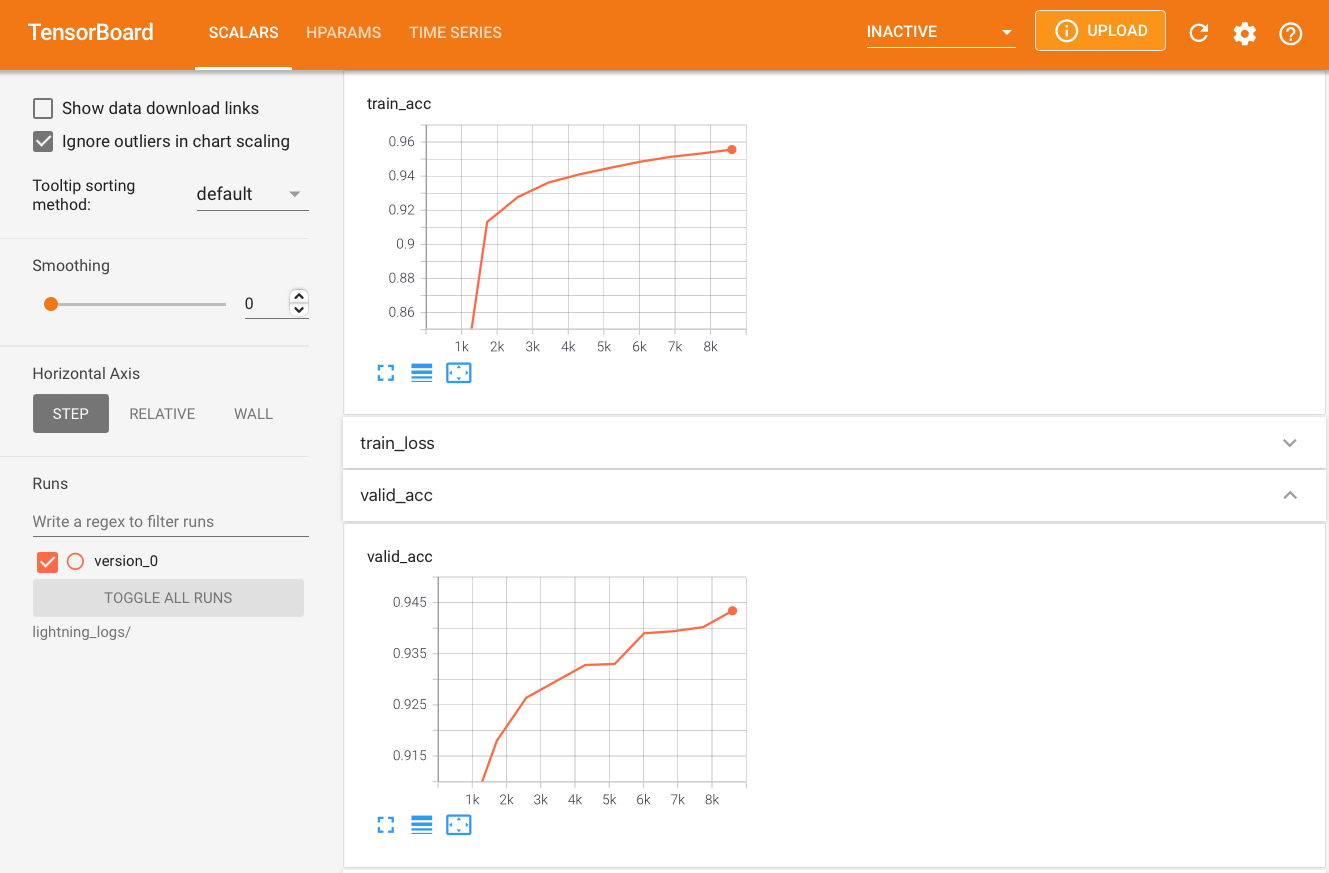 TensorBoard
SCALARS
HPARAMS
TIME SERIES
INACTIVE
UPLOAD
Show data download links
Ignore outliers in chart scaling
Tooltip sorting
method:
default
Smoothing
0
Horizontal Axis
STEP
RELATIVE
WALL
Runs
Write a regex to filter runs
version_0
TOGGLE ALL RUNS
lightning_logs/
train_acc
0.96
0.94
0.92
0.9
0.88
0.86
1k 2k 3k 4k 5k 6k 7k 8k
train_loss
valid_acc
valid_acc
0.945
0.935
0.925
0.915
1k 2k 3k 4k 5k 6k 7k 8k